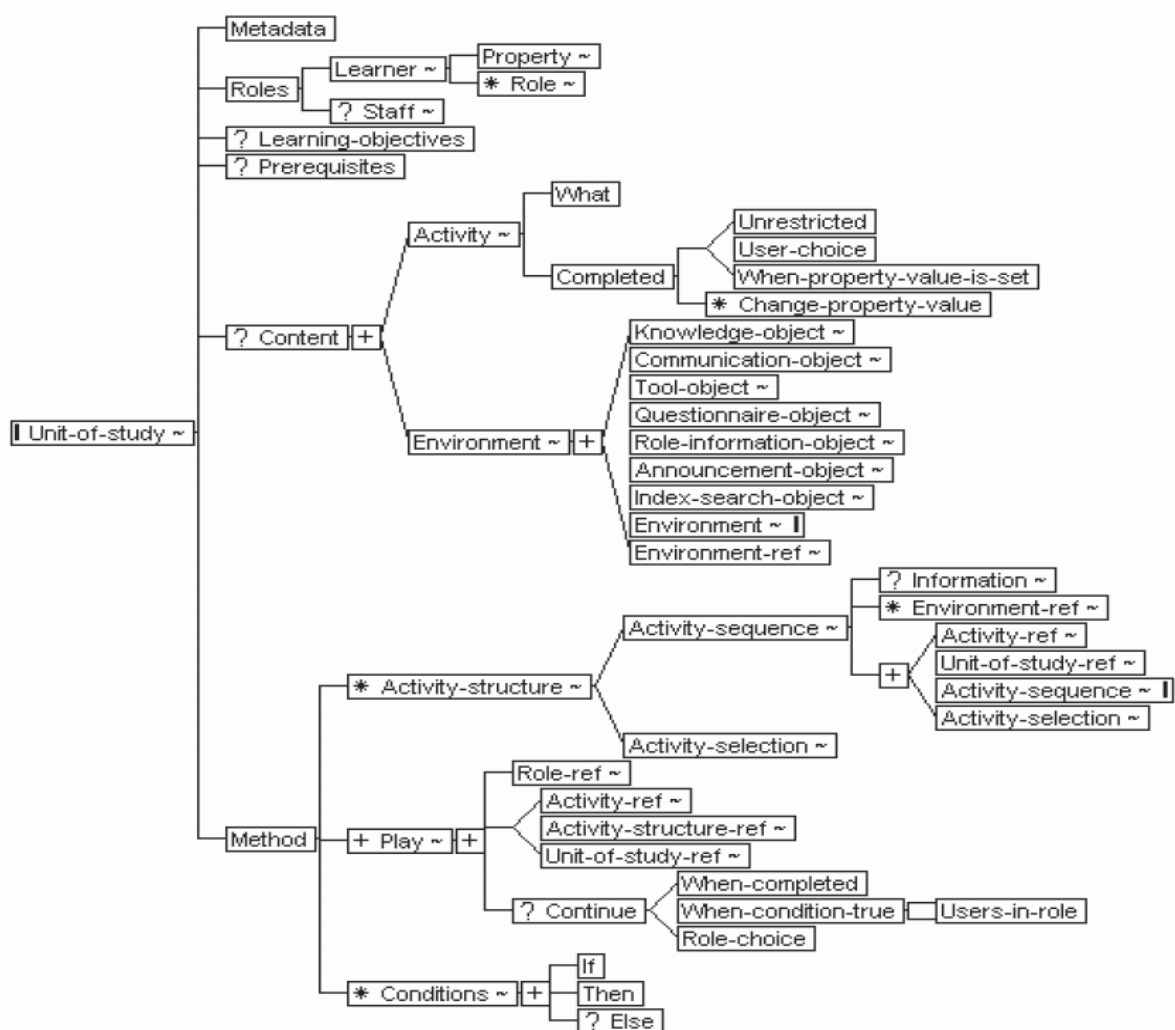 Metadata
Roles
Learner ~
Property ~
* Role ~
? Staff ~
? Learning-objectives
? Prerequisites
? Content
+
Activity ~
What
Completed
Unrestricted
User-choice
When-property-value-is-set
* Change-property-value
Environment ~
+
Knowledge-object ~
Communication-object ~
Tool-object ~
Questionnaire-object ~
Role-information-object ~
Announcement-object ~
Index-search-object ~
Environment ~ I
Environment-ref ~
I Unit-of-study ~
Method
* Activity-structure ~
Activity-sequence ~
? Information ~
* Environment-ref ~
+
Activity-ref ~
Unit-of-study-ref ~
Activity-sequence ~ I
Activity-selection ~
Activity-selection ~
+ Play ~
+
Role-ref ~
Activity-ref ~
Activity-structure-ref ~
Unit-of-study-ref ~
? Continue
When-completed
When-condition-true
Users-in-role
Role-choice
* Conditions ~
+
If
Then
? Else